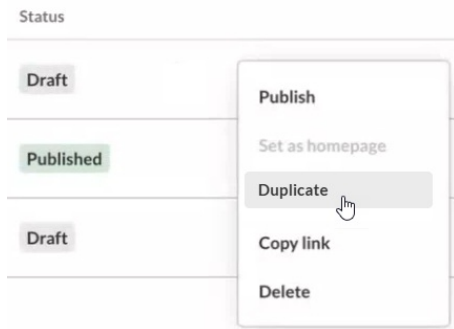 Status
Draft
Published
Draft
Publish
Set as homepage
Duplicate
Copy link
Delete